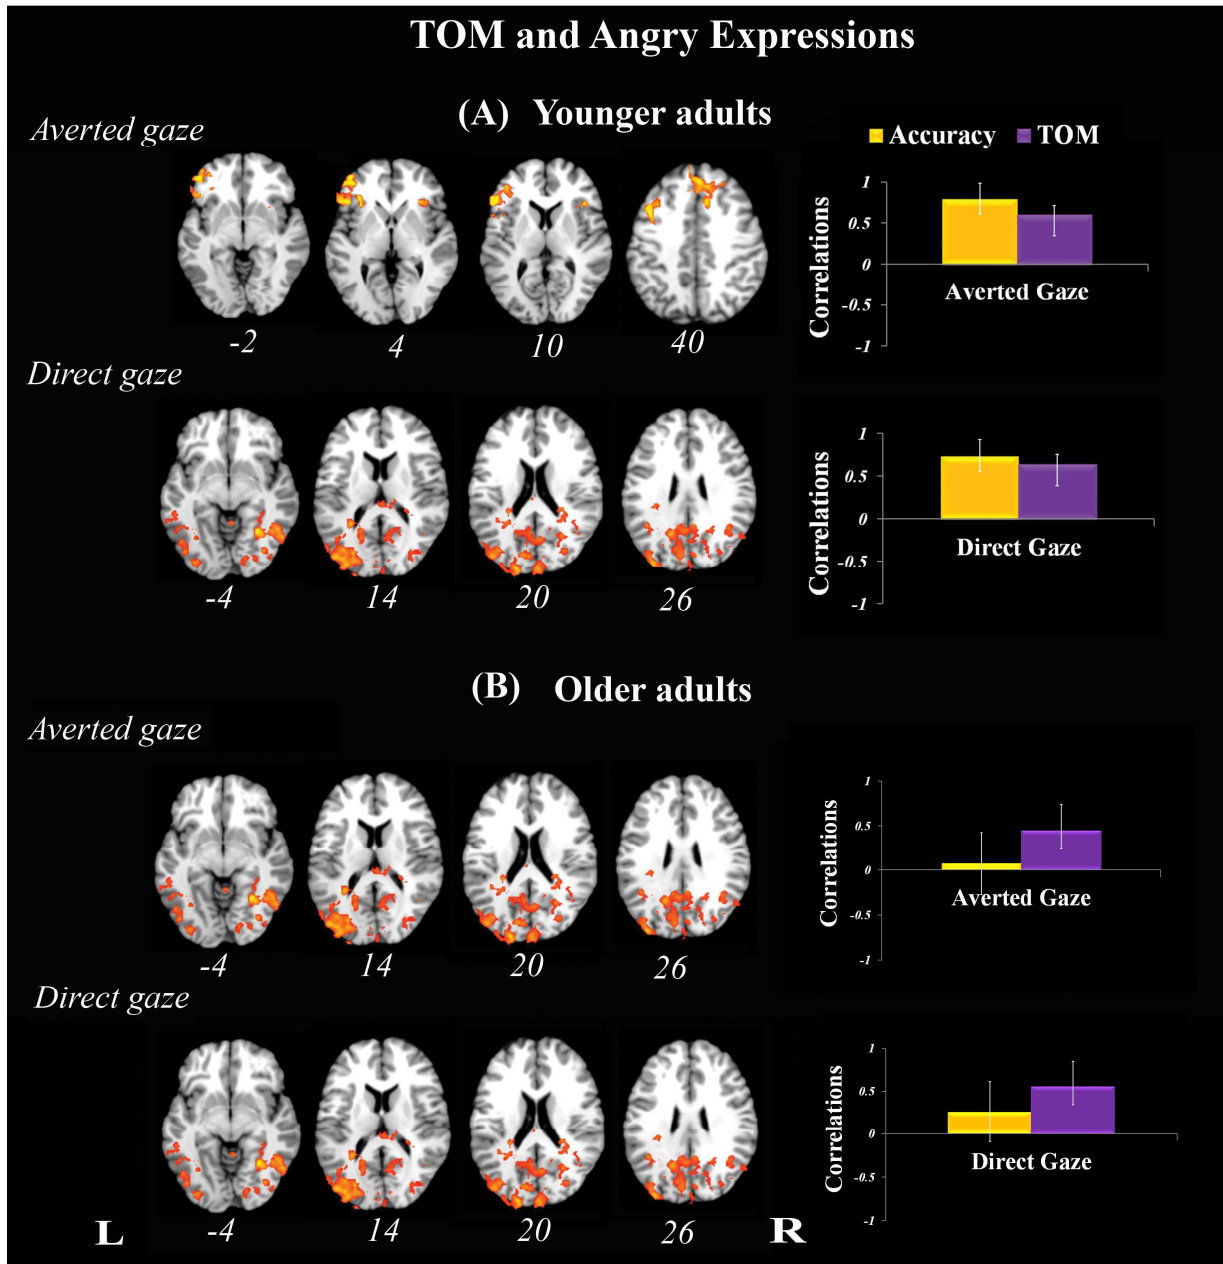 TOM and Angry Expressions
(A) Younger adults
Averted gaze
Accuracy TOM
1
0.5
0
-0.5
-1
Correlations
Averted Gaze
-2 4 10 40
Direct gaze
1
0.5
0
-0.5
-1
Correlations
Direct Gaze
-4 14 20 26
(B) Older adults
Averted gaze
1
0.5
0
-0.5
-1
Correlations
Averted Gaze
-4 14 20 26
Direct gaze
1
0.5
0
-0.5
-1
Correlations
Direct Gaze
L -4 14 20 26 R